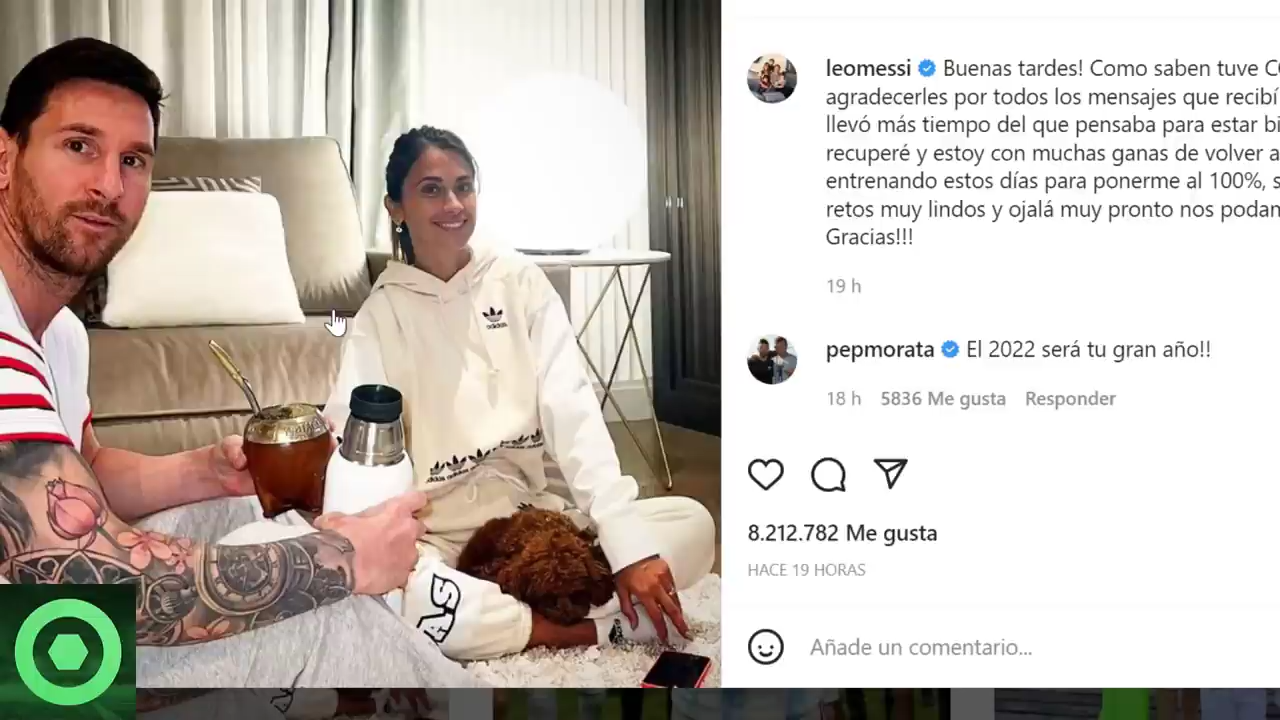 leomessi Buenas tardes! Como saben tuve
agradecerles por todos los mensajes que recibí
llevó más tiempo del que pensaba para estar
recuperé y estoy con muchas ganas de volver a
entrenando estos días para ponerme al 100%,
retos muy lindos y ojalá muy pronto nos
Gracias!!!
19 h
pepmorata El 2022 será tu gran año!!
18 h 5836 Me gusta Responder
8.212.782 Me gusta
HACE 19 HORAS
Añade un comentario...
adidas